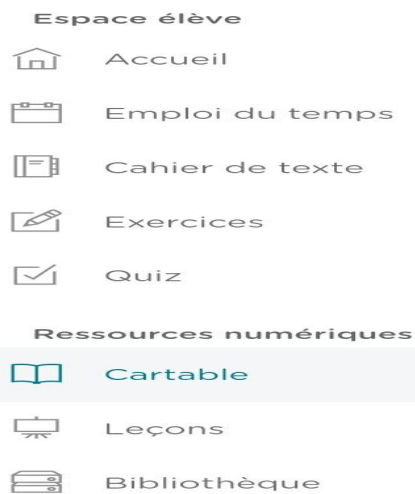 Espace élève
Accueil
Emploi du temps
Cahier de texte
Exercices
Quiz
Ressources numériques
Cartable
Leçons
Bibliothèque